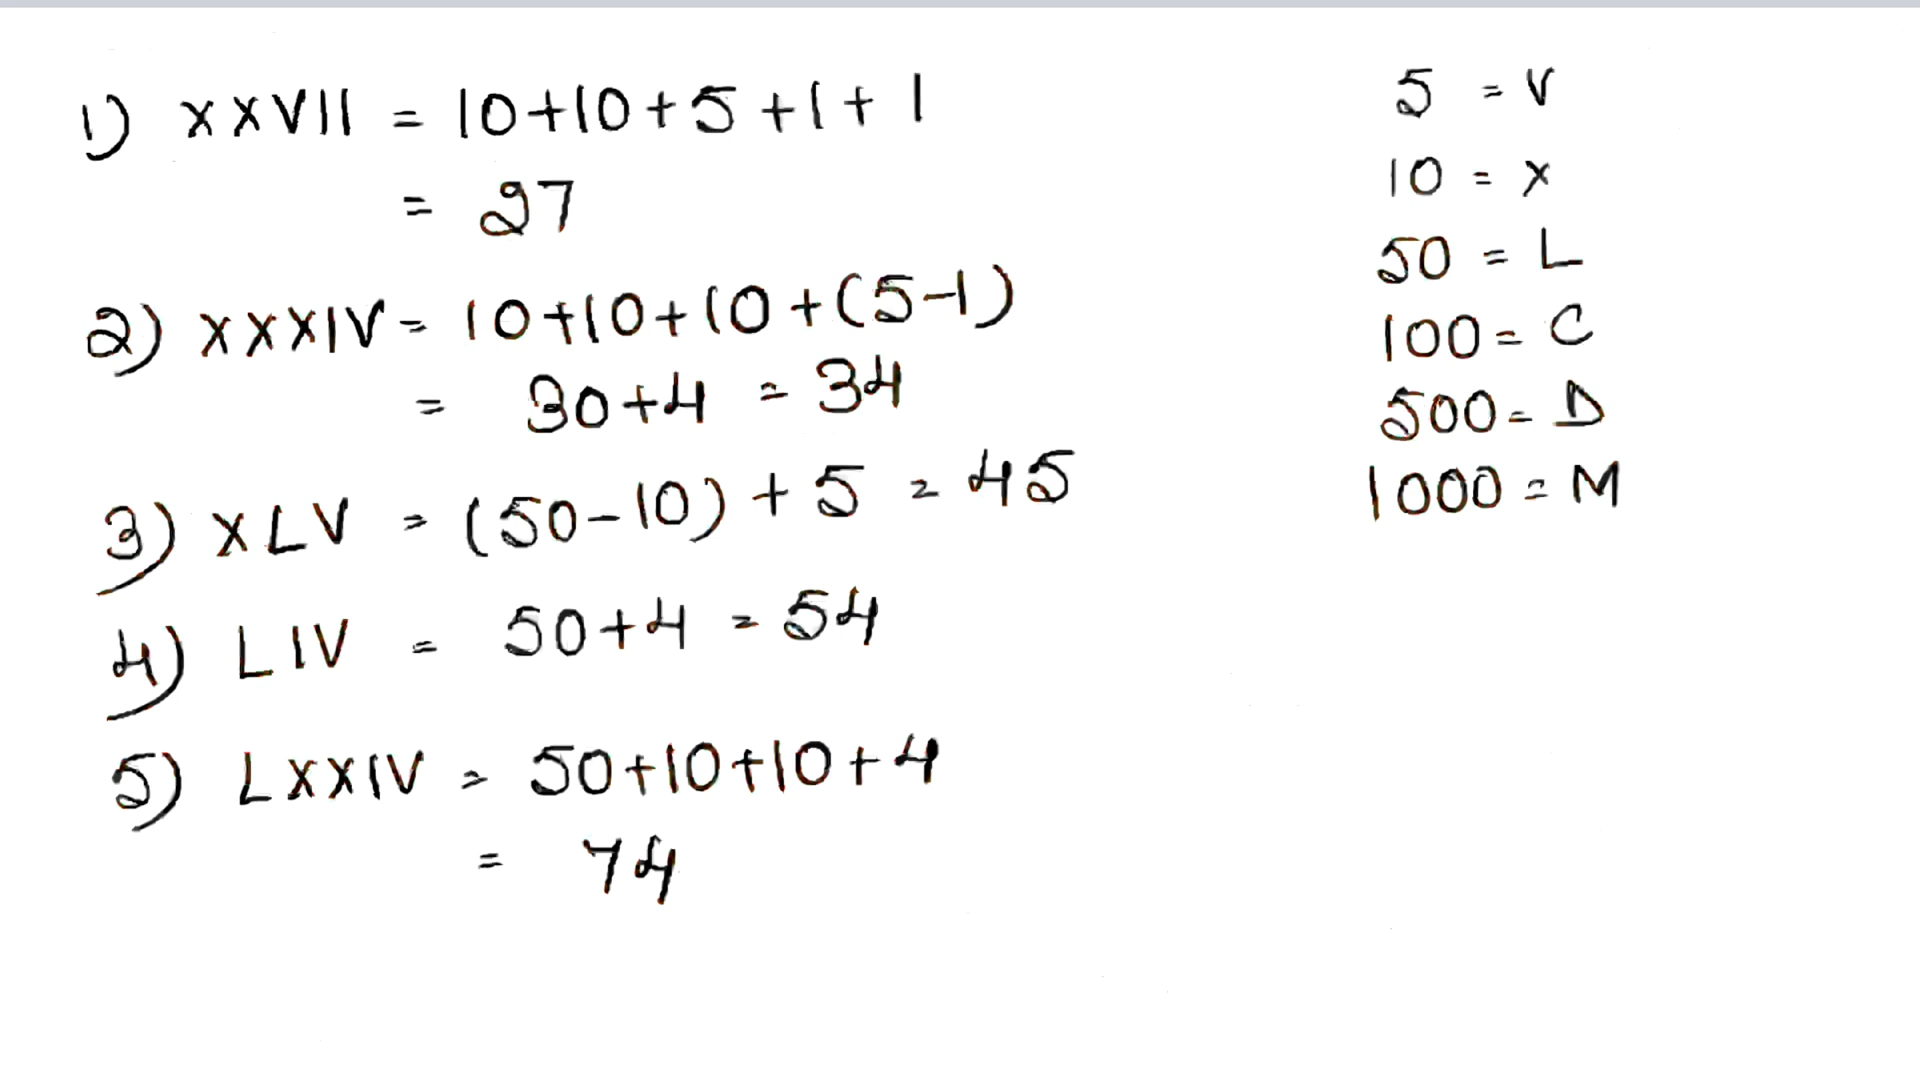 1) XXVII = 10+10+5+1+1
= 27
2) XXXIV = 10+10+10+(5-1)
= 30+4 = 34
3) XLV = (50-10)+5 = 45
4) LIV = 50+4 = 54
5) LXXIV = 50+10+10+4
= 74
5 = V
10 = X
50 = L
100 = C
500 = D
1000 = M